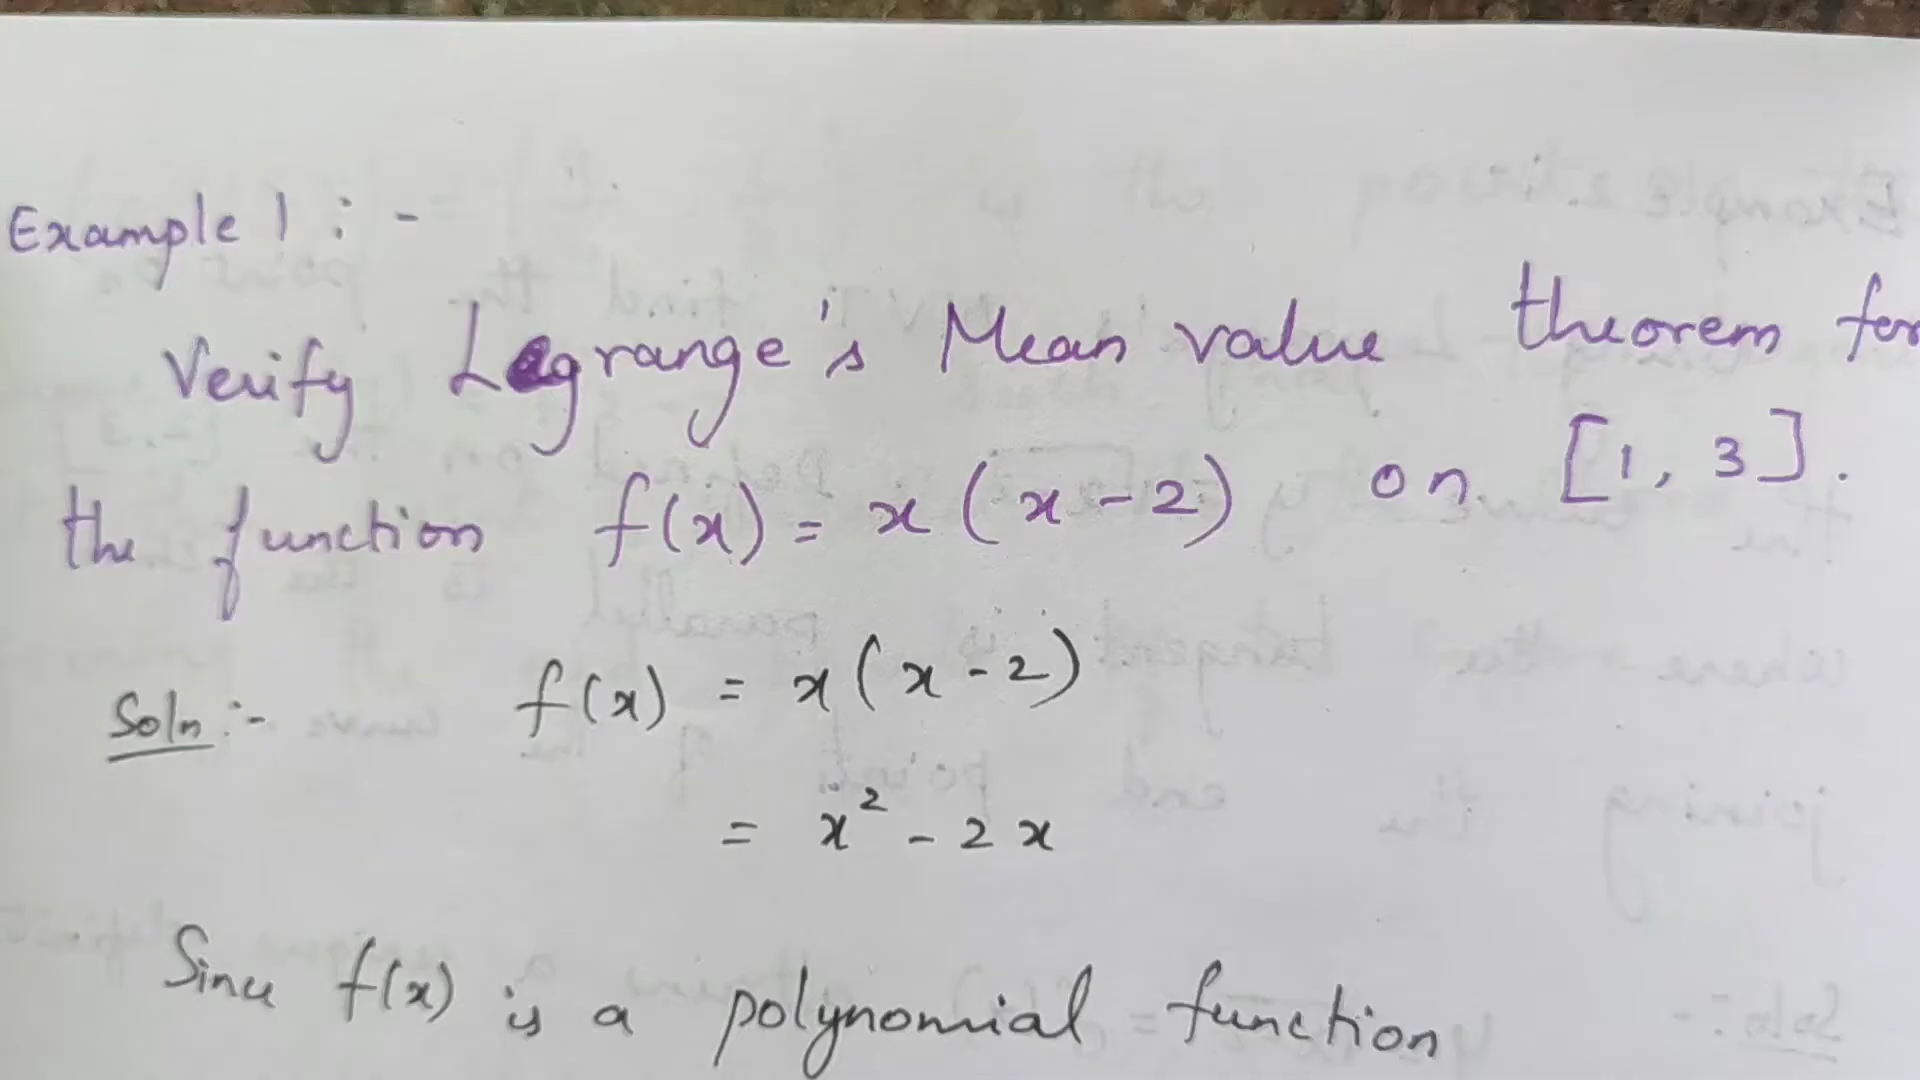 Example 1 : -
Verify Lagrange's Mean value theorem for
the function f(x) = x (x - 2) on [1, 3].
Soln :- f(x) = x (x - 2)
= x² - 2x
Since f(x) is a polynomial function